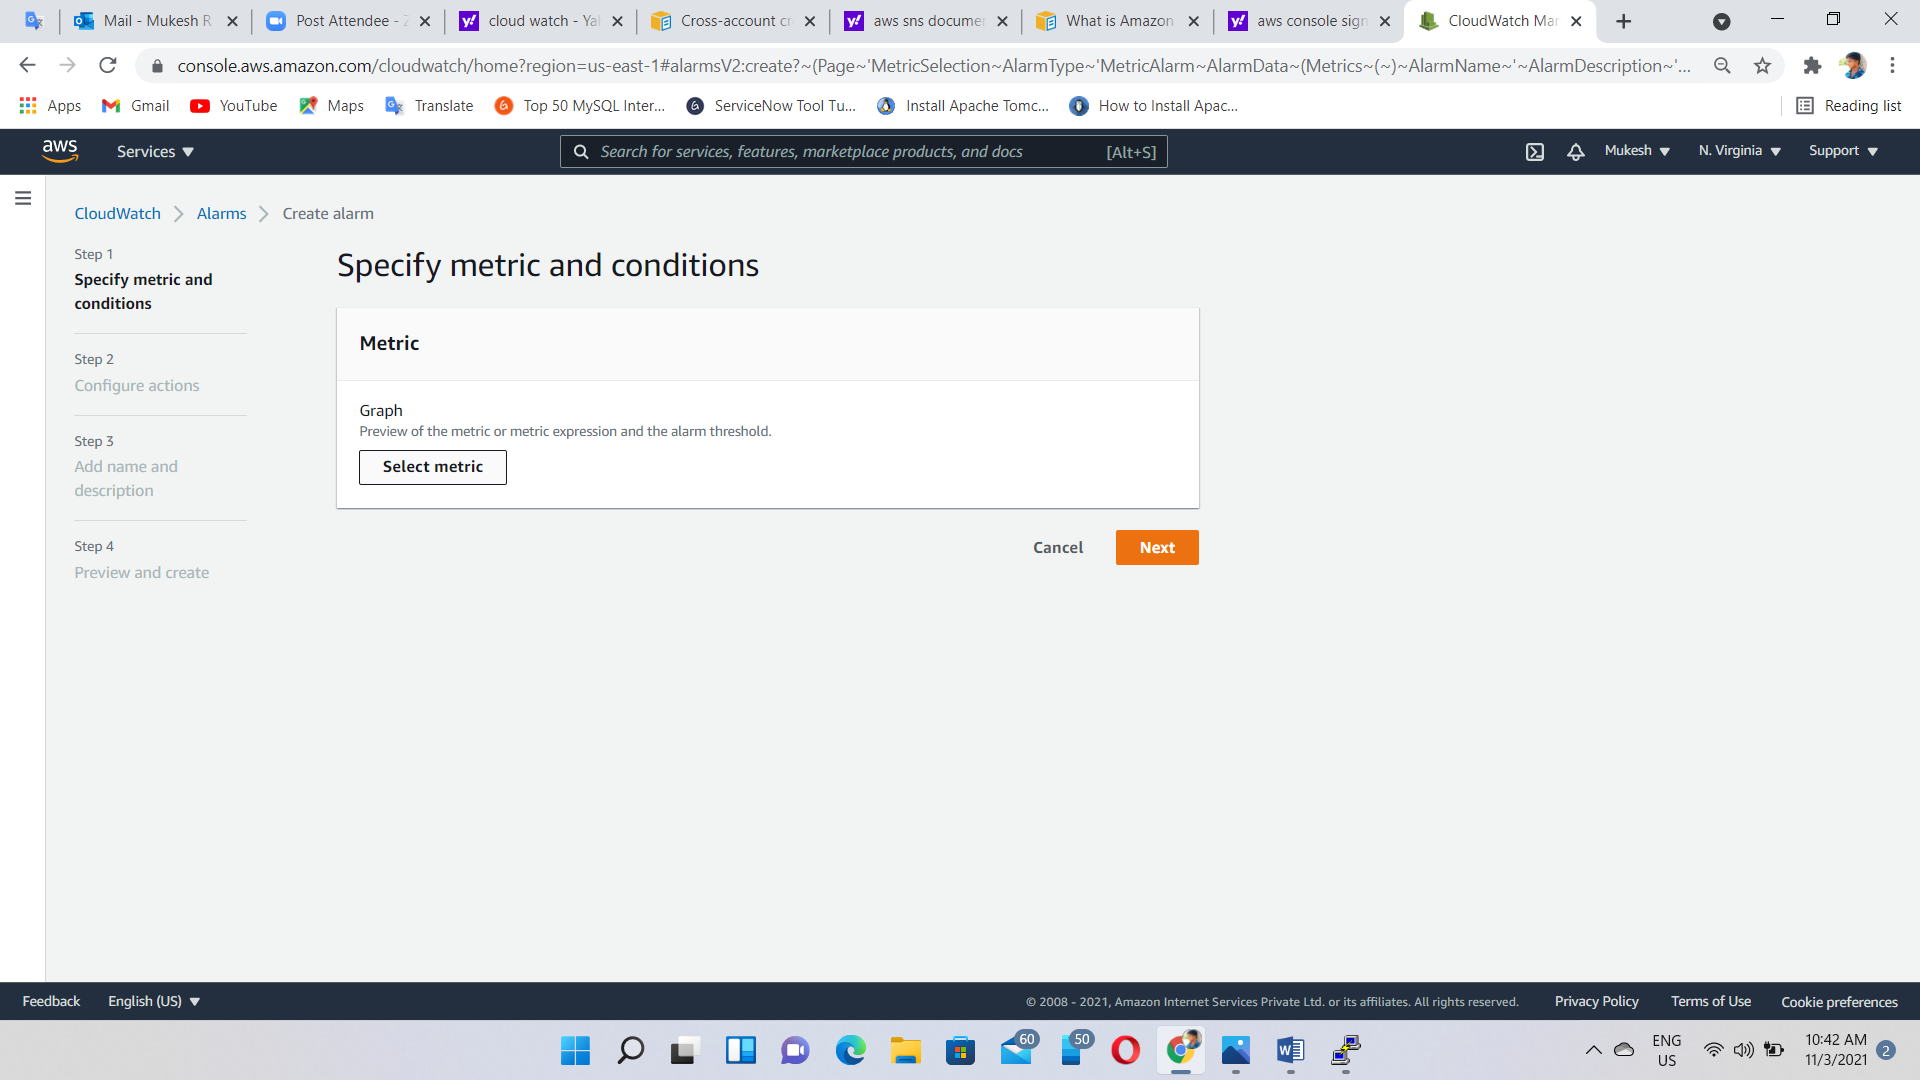 Mail - Mukesh R
Post Attendee - Z
cloud watch - Ya
Cross-account cr
aws sns documen
What is Amazon
aws console sign
CloudWatch Man
console.aws.amazon.com/cloudwatch/home?region=us-east-1#alarmsV2:create?~(Page~'MetricSelection~AlarmType~'MetricAlarm~AlarmData~(Metrics~(~)~AlarmName~'~AlarmDescription~'...
Apps
Gmail
YouTube
Maps
Translate
Top 50 MySQL Inter...
ServiceNow Tool Tu...
Install Apache Tomc...
How to Install Apac...
Reading list
aws
Services
Search for services, features, marketplace products, and docs
[Alt+S]
Mukesh
N. Virginia
Support
CloudWatch
Alarms
Create alarm
Step 1
Specify metric and
conditions
Step 2
Configure actions
Step 3
Add name and
description
Step 4
Preview and create
Specify metric and conditions
Metric
Graph
Preview of the metric or metric expression and the alarm threshold.
Select metric
Cancel
Next
Feedback
English (US)
© 2008 - 2021, Amazon Internet Services Private Ltd. or its affiliates. All rights reserved.
Privacy Policy
Terms of Use
Cookie preferences
60
50
ENG
US
10:42 AM
11/3/2021
2